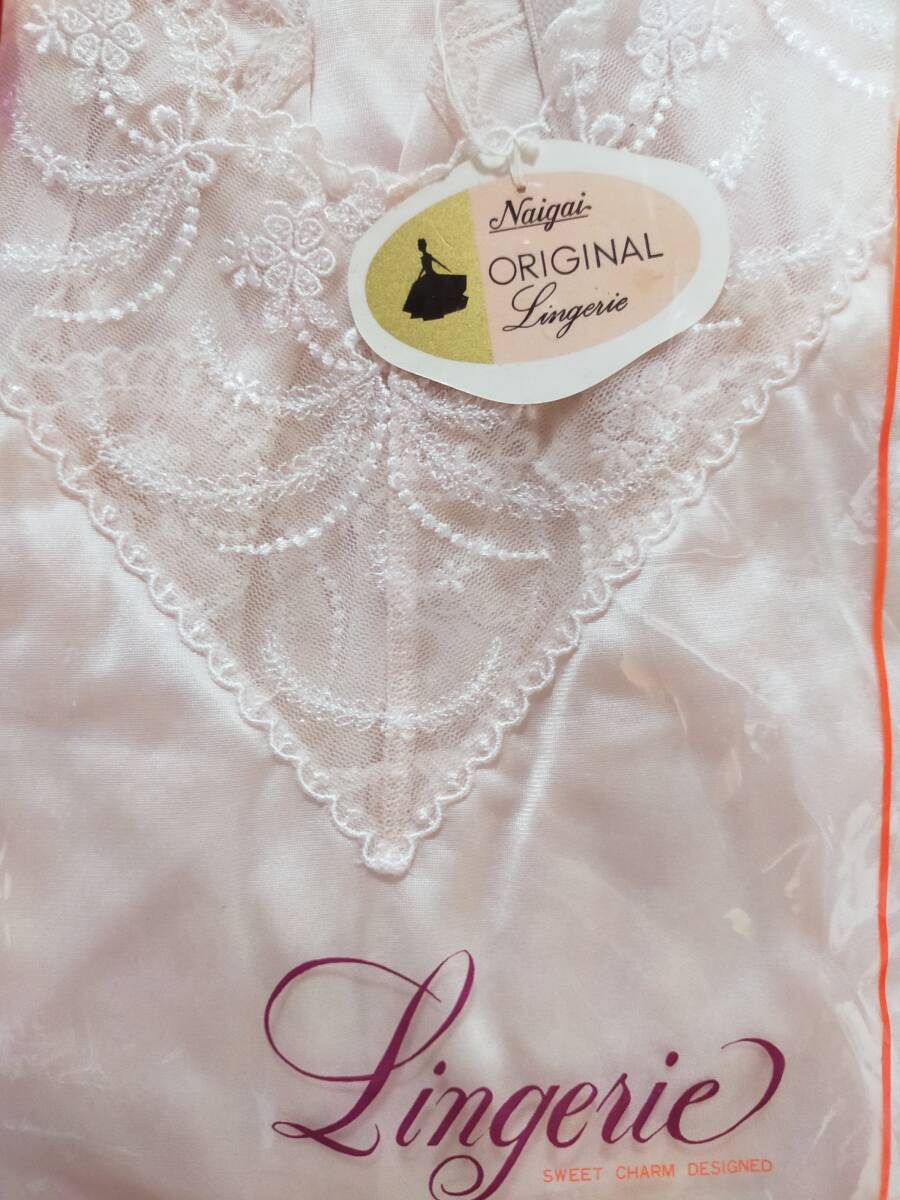 Naigai
ORIGINAL
Lingerie
Lingerie
SWEET CHARM DESIGNED